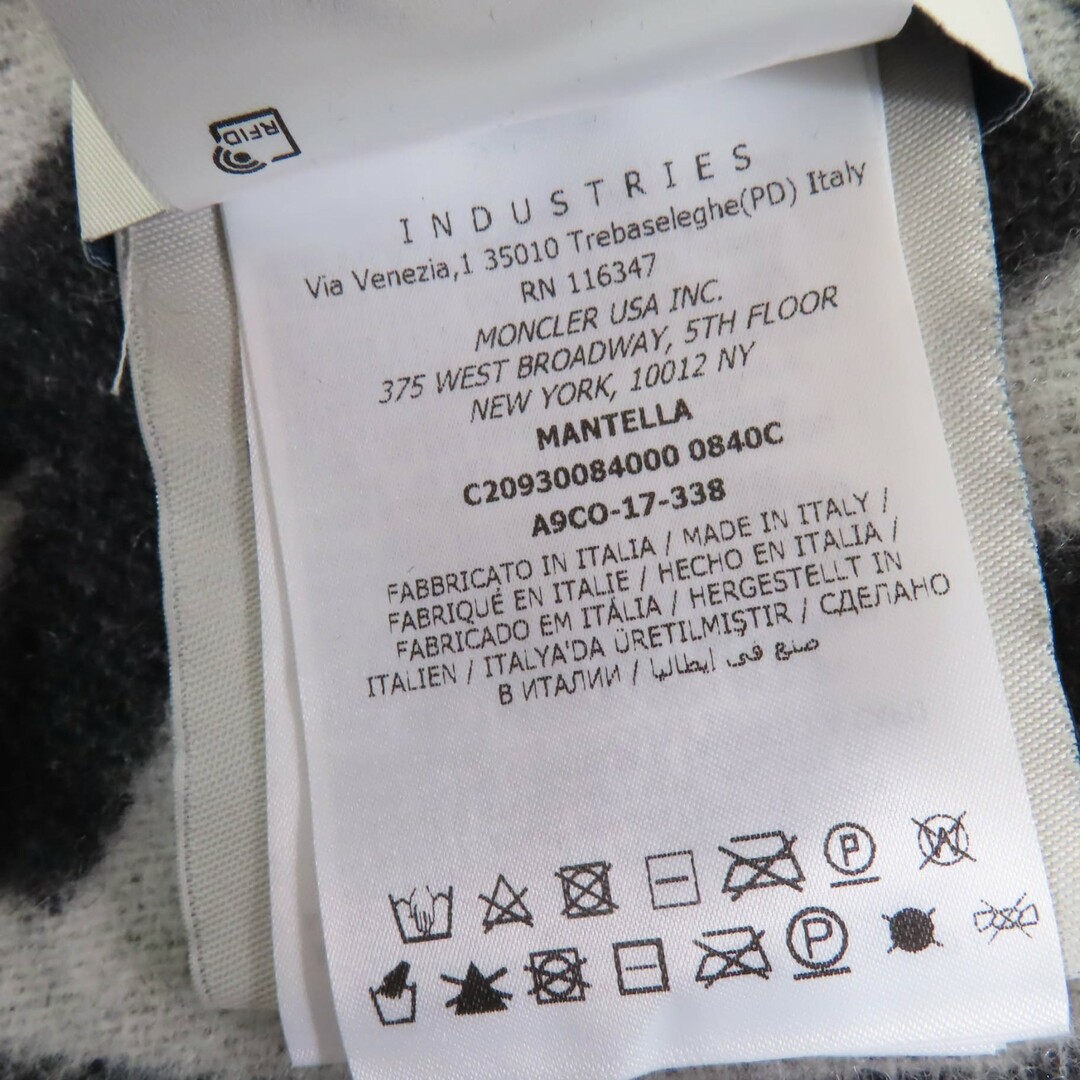 RFID
INDUSTRIES
Via Venezia,1 35010 Trebaseleghe(PD) Italy
RN 116347
MONCLER USA INC.
375 WEST BROADWAY, 5TH FLOOR
NEW YORK, 10012 NY
MANTELLA
C20930084000 0840C
A9CO-17-338
FABBRICATO IN ITALIA / MADE IN ITALY /
FABRIQUÉ EN ITALIE / HECHO EN ITALIA /
FABRICADO EM ITÁLIA / HERGESTELLT IN
ITALIEN / ITALYA'DA ÜRETILMIŞTIR / СДЕЛАНО
В ИТАЛИИ / صنع في ايطاليا
P W
P